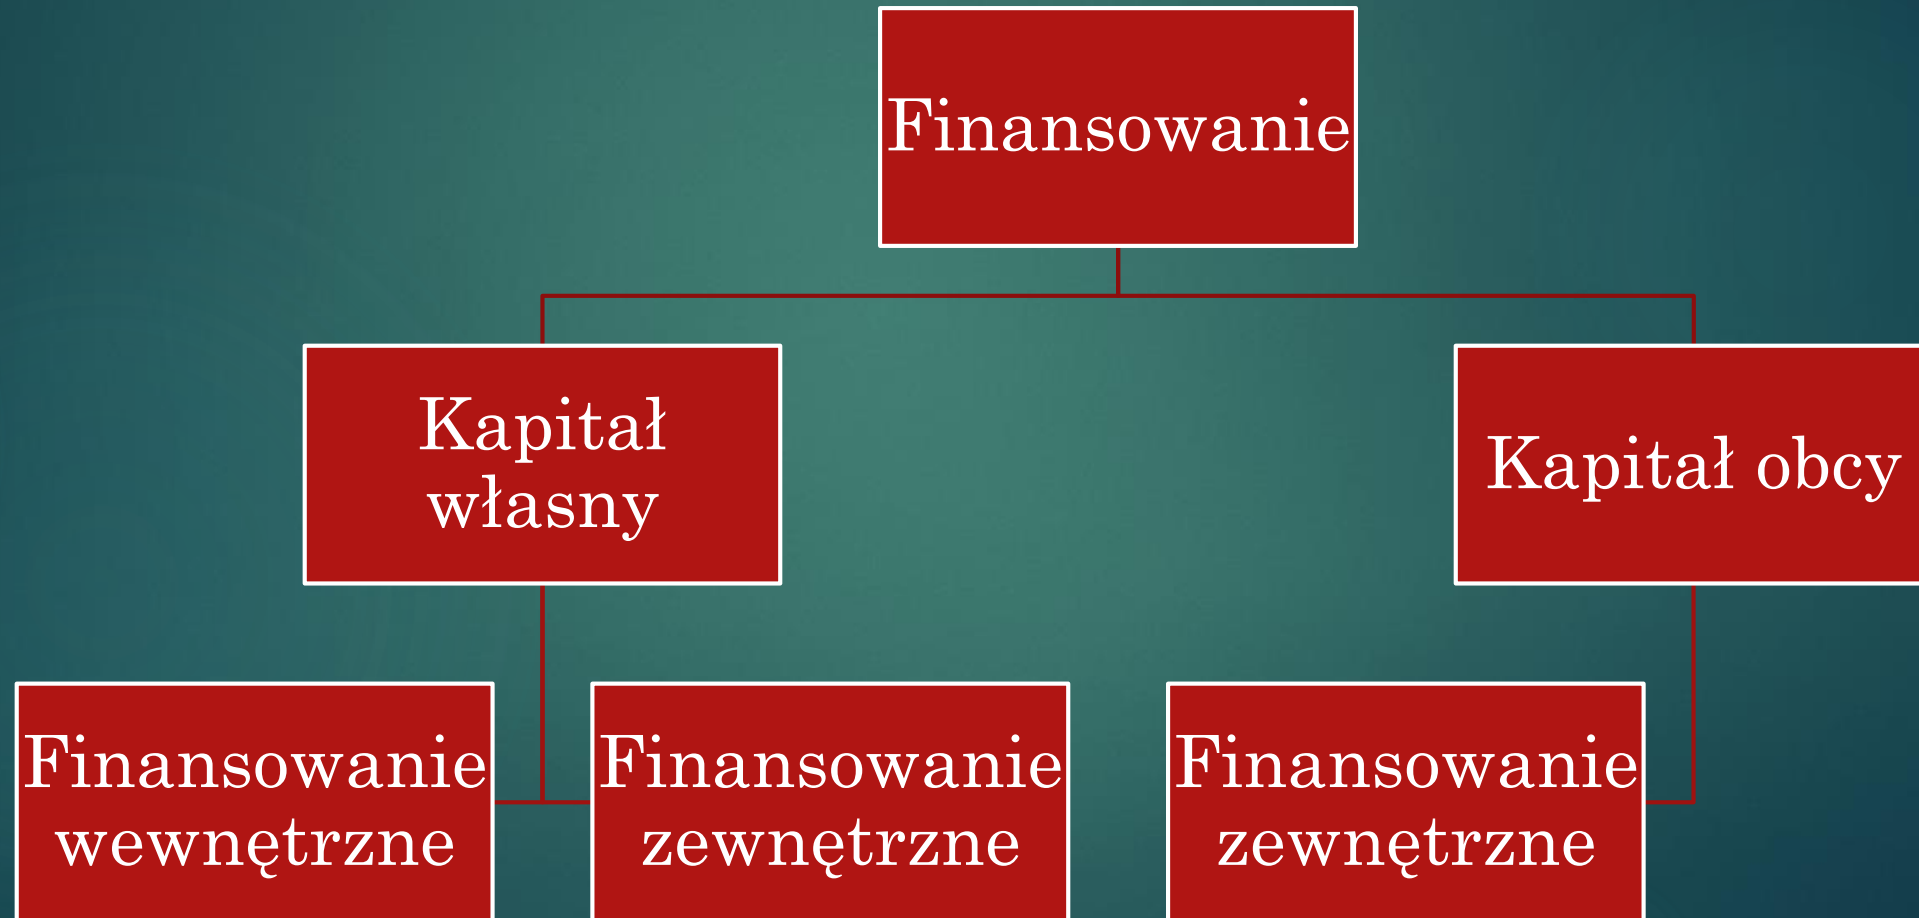 Finansowanie
Kapitał
własny
Kapitał obcy
Finansowanie
wewnętrzne
Finansowanie
zewnętrzne
Finansowanie
zewnętrzne